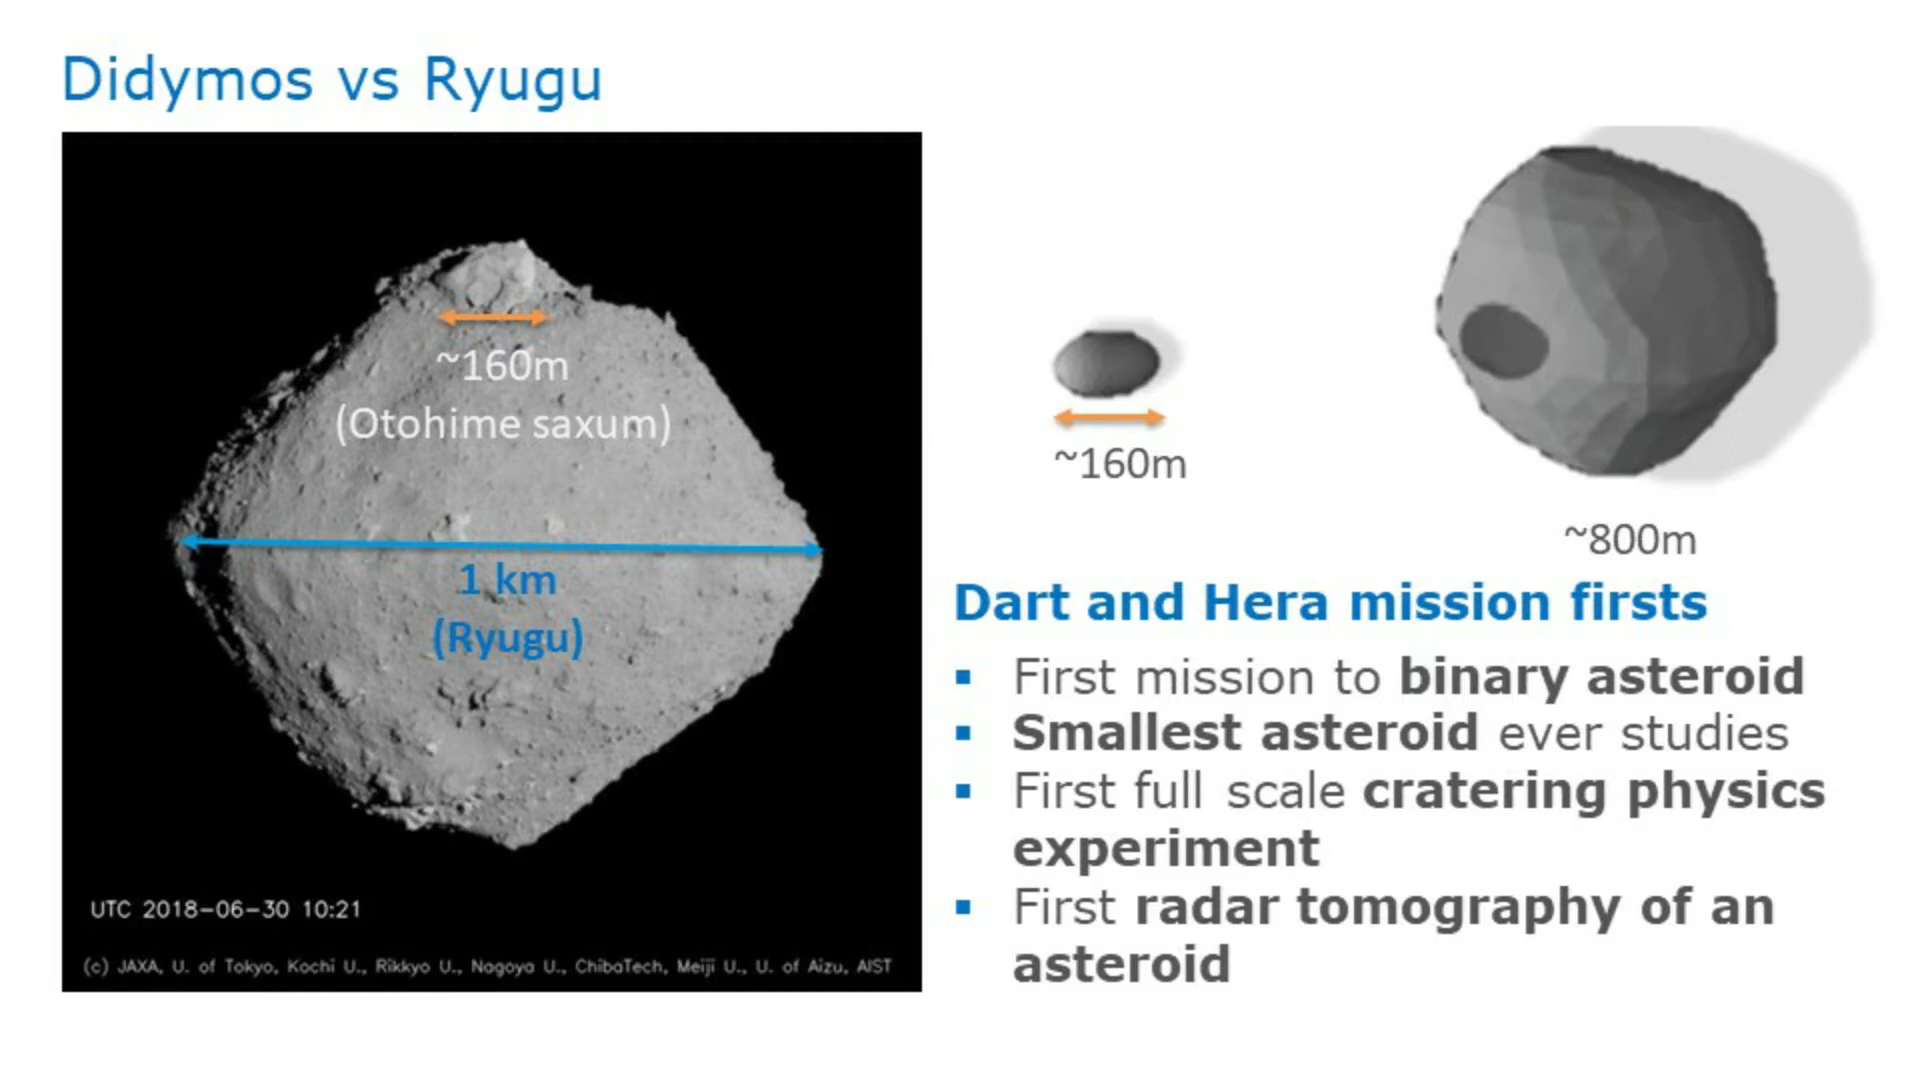 Didymos vs Ryugu
~160m
(Otohime saxum)
1 km
(Ryugu)
UTC 2018-06-30 10:21
(c) JAXA, U. of Tokyo, Kochi U., Rikkyo U., Nagoya U., ChibaTech, Meiji U., U. of Aizu, AIST
~160m
~800m
Dart and Hera mission firsts
▪ First mission to binary asteroid
▪ Smallest asteroid ever studies
▪ First full scale cratering physics
experiment
▪ First radar tomography of an
asteroid